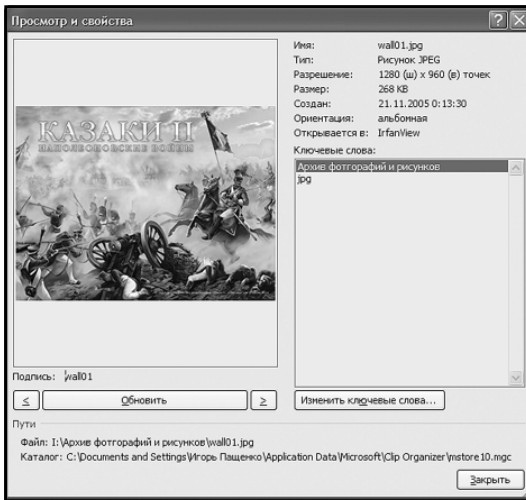 Просмотр и свойства
КАЗАКИ II
НАПОЛЕОНОВСКИЕ ВОЙНЫ
Имя: wall01.jpg
Тип: Рисунок JPEG
Разрешение: 1280 (ш) x 960 (в) точек
Размер: 268 KB
Создан: 21.11.2005 0:13:30
Ориентация: альбомная
Открывается в: IrfanView
Ключевые слова:
Архив фотгорафий и рисунков
jpg
Подпись: wall01
< Обновить >
Изменить ключевые слова...
Пути
Файл: I:\Архив фотгорафий и рисунков\wall01.jpg
Каталог: C:\Documents and Settings\Игорь Пащенко\Application Data\Microsoft\Clip Organizer\mstore10.mgc
Закрыть